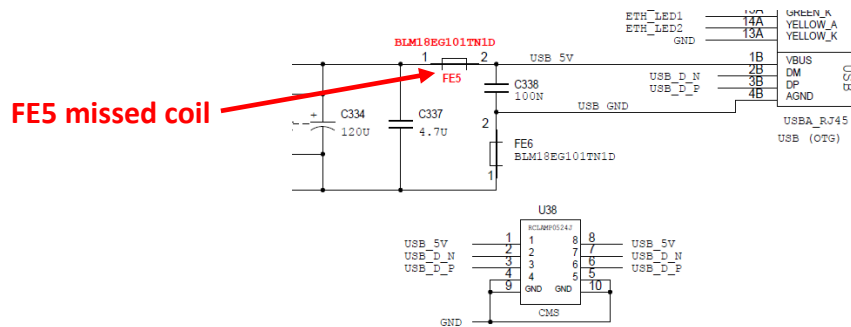 ETH_LED1
ETH_LED2
GND
15A GREEN_K
14A YELLOW_A
13A YELLOW_K
BLM18EG101TN1D
1 2 USB_5V
FE5
FE5 missed coil
1B VBUS
2B DM
3B DP
4B AGND
USB
USB_D_N
USB_D_P
C338
100N
USB_GND
USBA_RJ45
USB (OTG)
+
C334
120U
C337
4.7U
2
FE6
BLM18EG101TN1D
1
U38
RCLAMP0524J
USB_5V 1 1 8 8 USB_5V
USB_D_N 2 2 7 7 USB_D_N
USB_D_P 3 3 6 6 USB_D_P
4 4 5 5
9 GND GND 10
CMS
GND